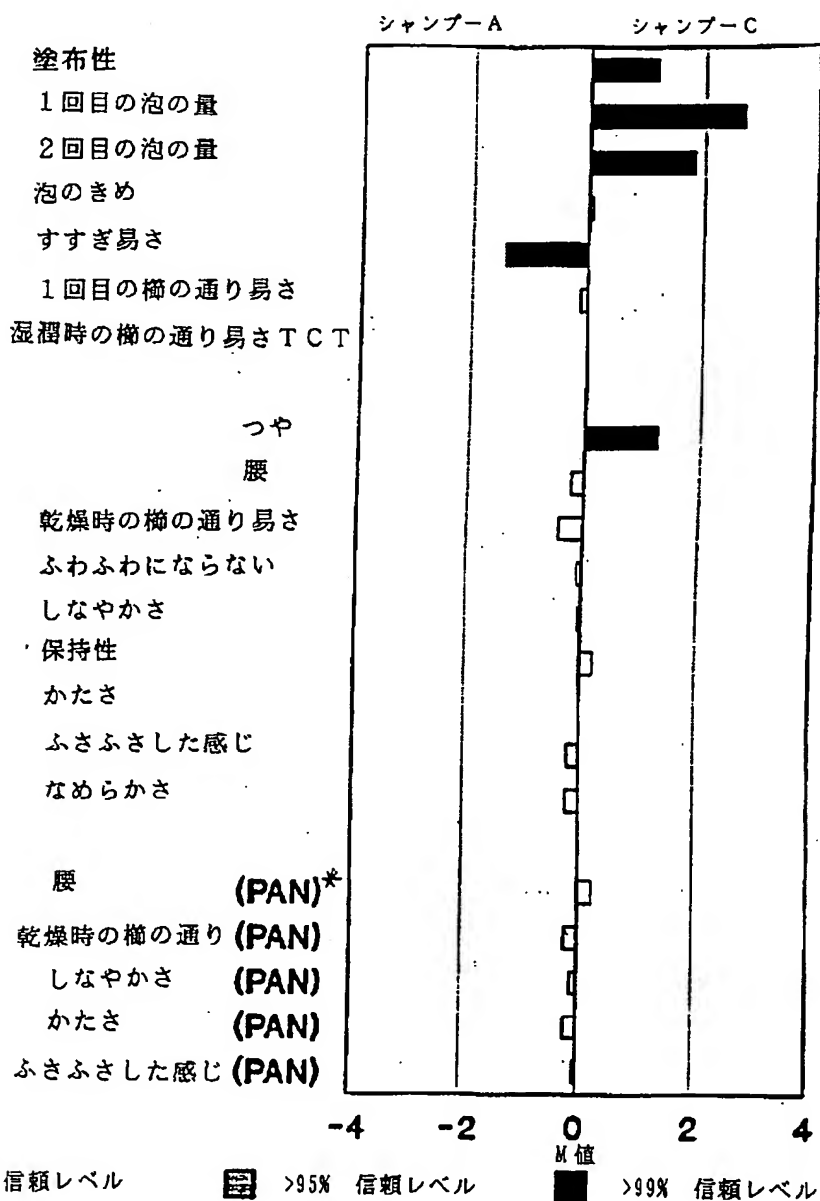 シャンプーA シャンプーC
塗布性
1回目の泡の量
2回目の泡の量
泡のきめ
すすぎ易さ
1回目の櫛の通り易さ
湿潤時の櫛の通り易さTCT
つや
腰
乾燥時の櫛の通り易さ
ふわふわにならない
しなやかさ
保持性
かたさ
ふさふさした感じ
なめらかさ
腰 (PAN)*
乾燥時の櫛の通り (PAN)
しなやかさ (PAN)
かたさ (PAN)
ふさふさした感じ (PAN)
-4 -2 0 2 4
M値
信頼レベル >95% 信頼レベル >99% 信頼レベル